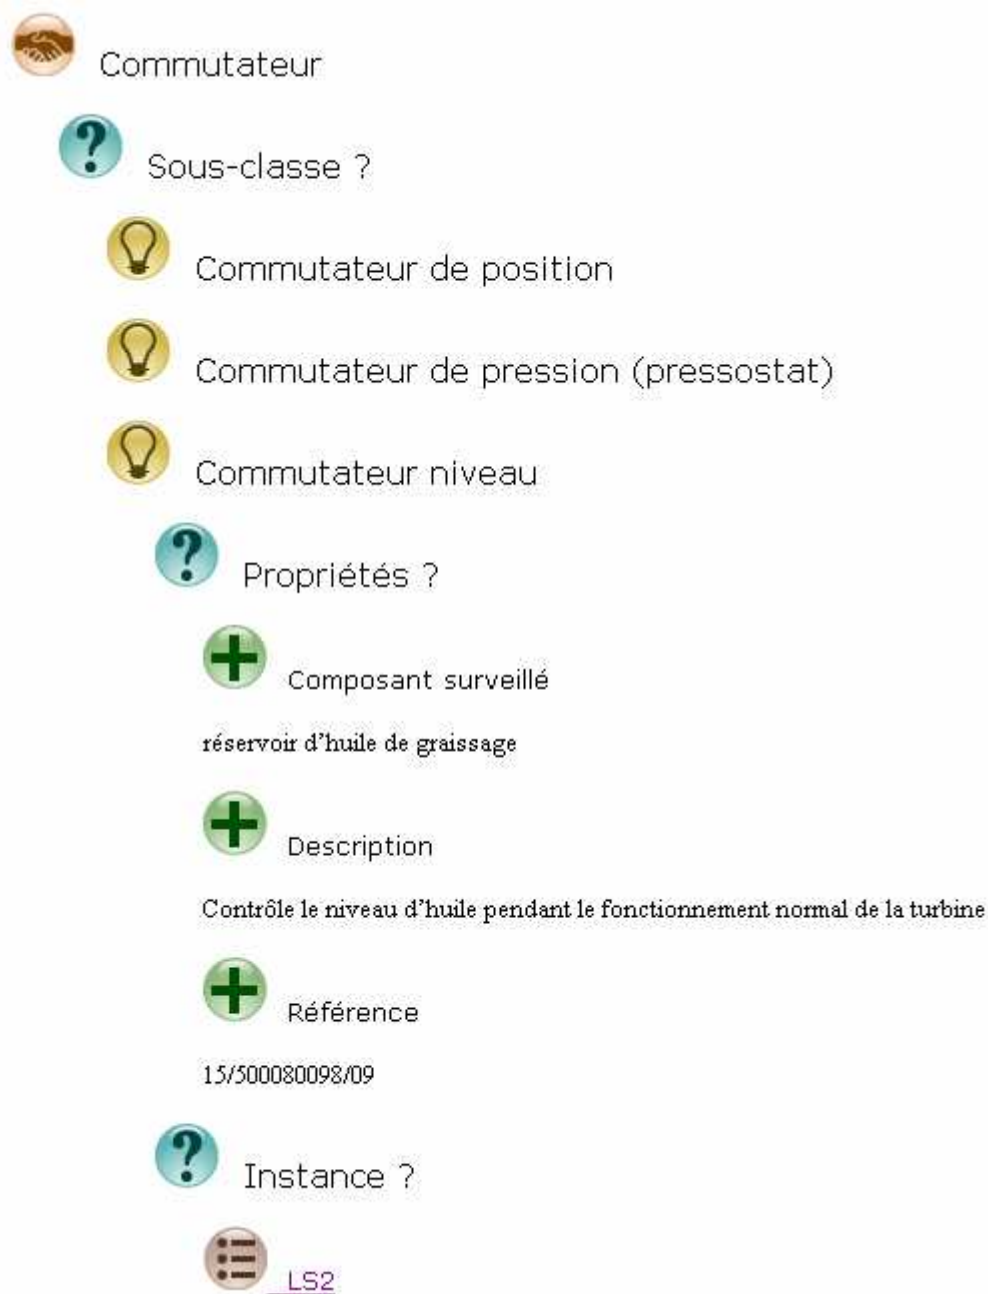 Commutateur
Sous-classe ?
Commutateur de position
Commutateur de pression (pressostat)
Commutateur niveau
Propriétés ?
Composant surveillé
réservoir d’huile de graissage
Description
Contrôle le niveau d’huile pendant le fonctionnement normal de la turbine
Référence
15/500080098/09
Instance ?
LS2